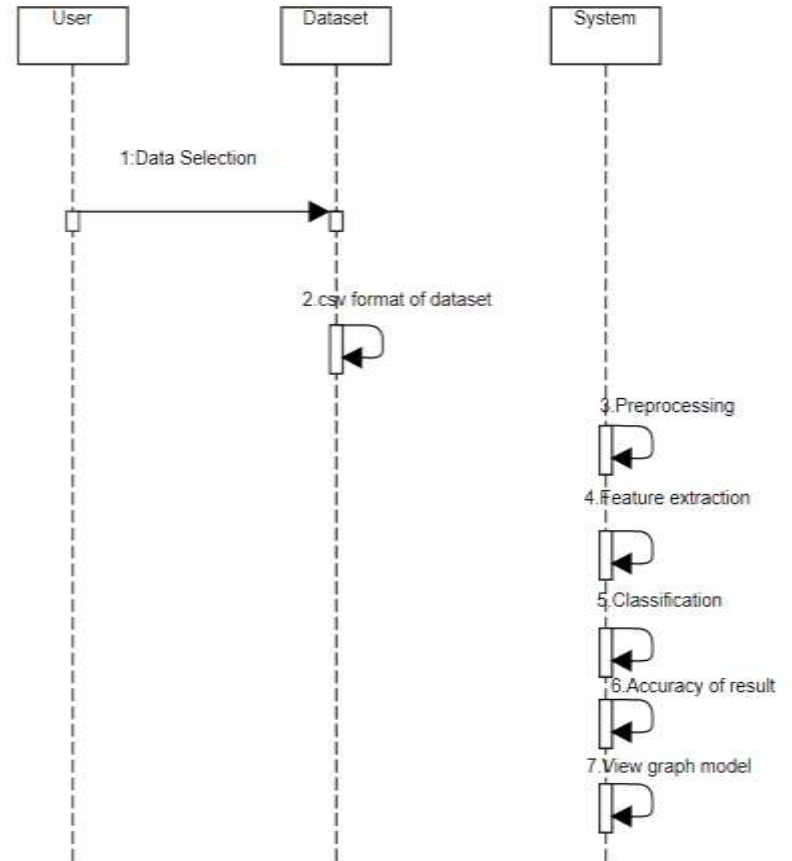 User
Dataset
System
1:Data Selection
2.csv format of dataset
3.Preprocessing
4.Feature extraction
5.Classification
6.Accuracy of result
7.View graph model